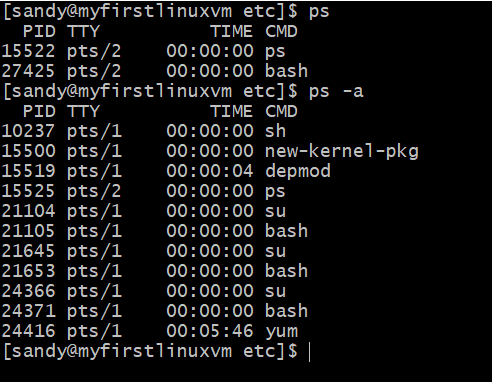 [sandy@myfirstlinuxvm etc]$ ps
  PID TTY          TIME CMD
15522 pts/2    00:00:00 ps
27425 pts/2    00:00:00 bash
[sandy@myfirstlinuxvm etc]$ ps -a
  PID TTY          TIME CMD
10237 pts/1    00:00:00 sh
15500 pts/1    00:00:00 new-kernel-pkg
15519 pts/1    00:00:04 depmod
15525 pts/2    00:00:00 ps
21104 pts/1    00:00:00 su
21105 pts/1    00:00:00 bash
21645 pts/1    00:00:00 su
21653 pts/1    00:00:00 bash
24366 pts/1    00:00:00 su
24371 pts/1    00:00:00 bash
24416 pts/1    00:05:46 yum
[sandy@myfirstlinuxvm etc]$